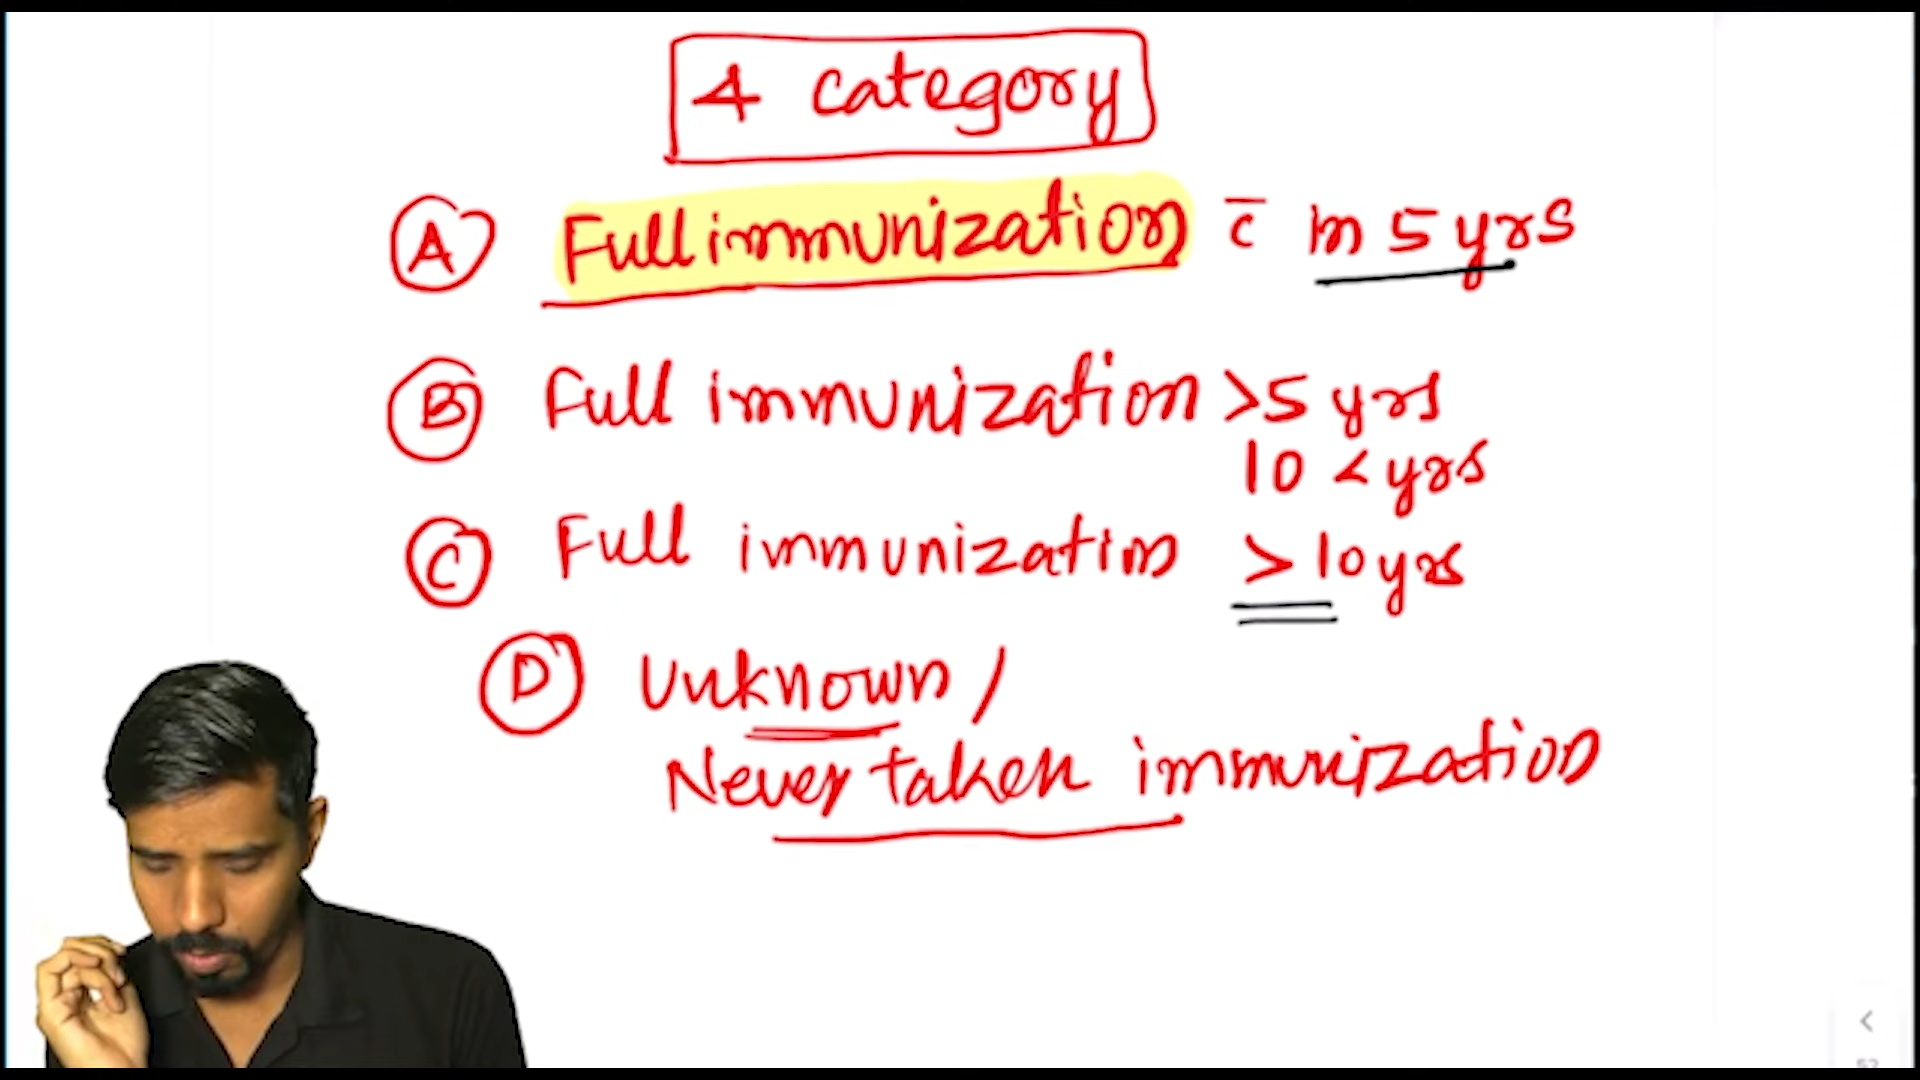 4 category
A Full immunization c̄ in 5 yrs
B Full immunization >5 yrs
10 < yrs
C Full immunization >10 yrs
D Unknown /
Never taken immunization